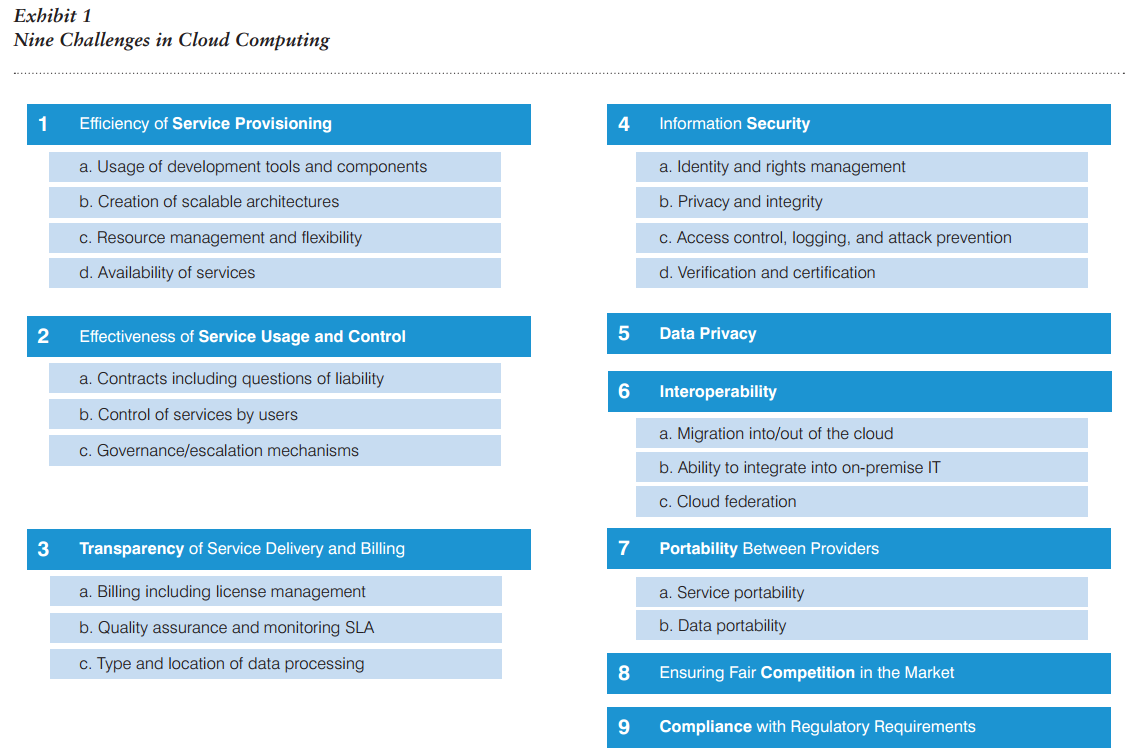 Exhibit 1
Nine Challenges in Cloud Computing
1 Efficiency of Service Provisioning
a. Usage of development tools and components
b. Creation of scalable architectures
c. Resource management and flexibility
d. Availability of services
2 Effectiveness of Service Usage and Control
a. Contracts including questions of liability
b. Control of services by users
c. Governance/escalation mechanisms
3 Transparency of Service Delivery and Billing
a. Billing including license management
b. Quality assurance and monitoring SLA
c. Type and location of data processing
4 Information Security
a. Identity and rights management
b. Privacy and integrity
c. Access control, logging, and attack prevention
d. Verification and certification
5 Data Privacy
6 Interoperability
a. Migration into/out of the cloud
b. Ability to integrate into on-premise IT
c. Cloud federation
7 Portability Between Providers
a. Service portability
b. Data portability
8 Ensuring Fair Competition in the Market
9 Compliance with Regulatory Requirements